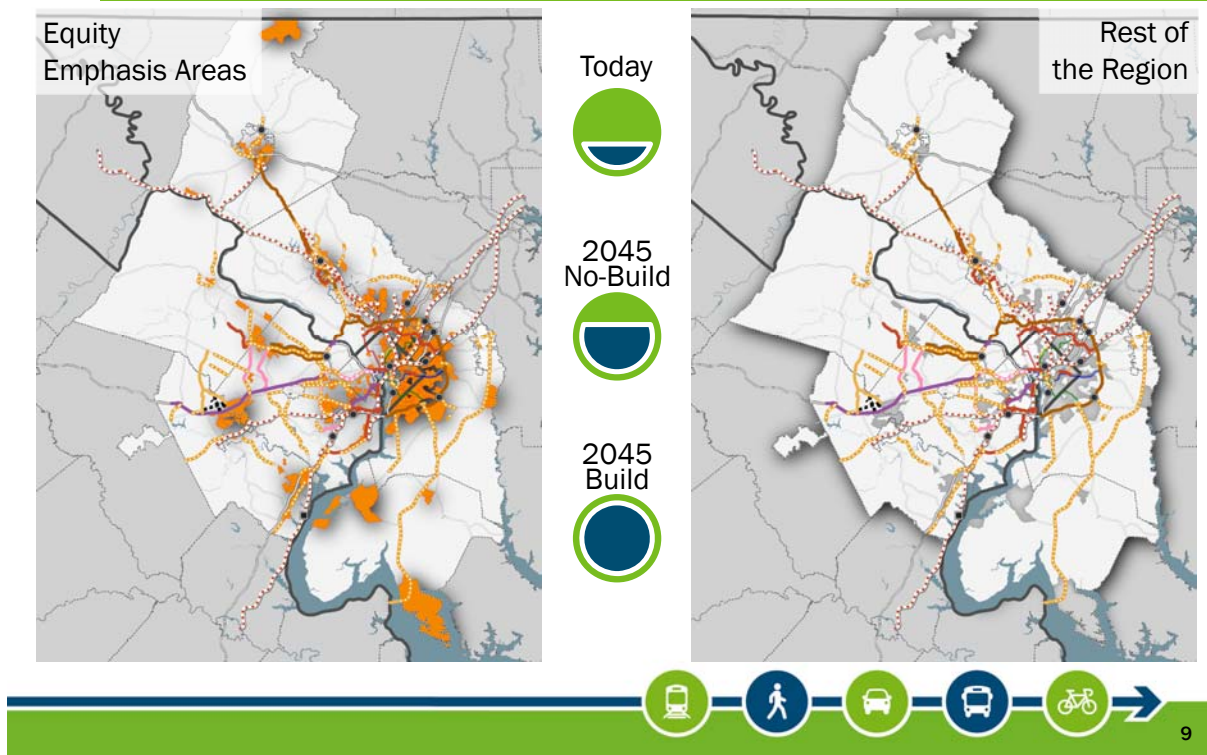 Equity
Emphasis Areas
Today
2045
No-Build
2045
Build
Rest of
the Region
9